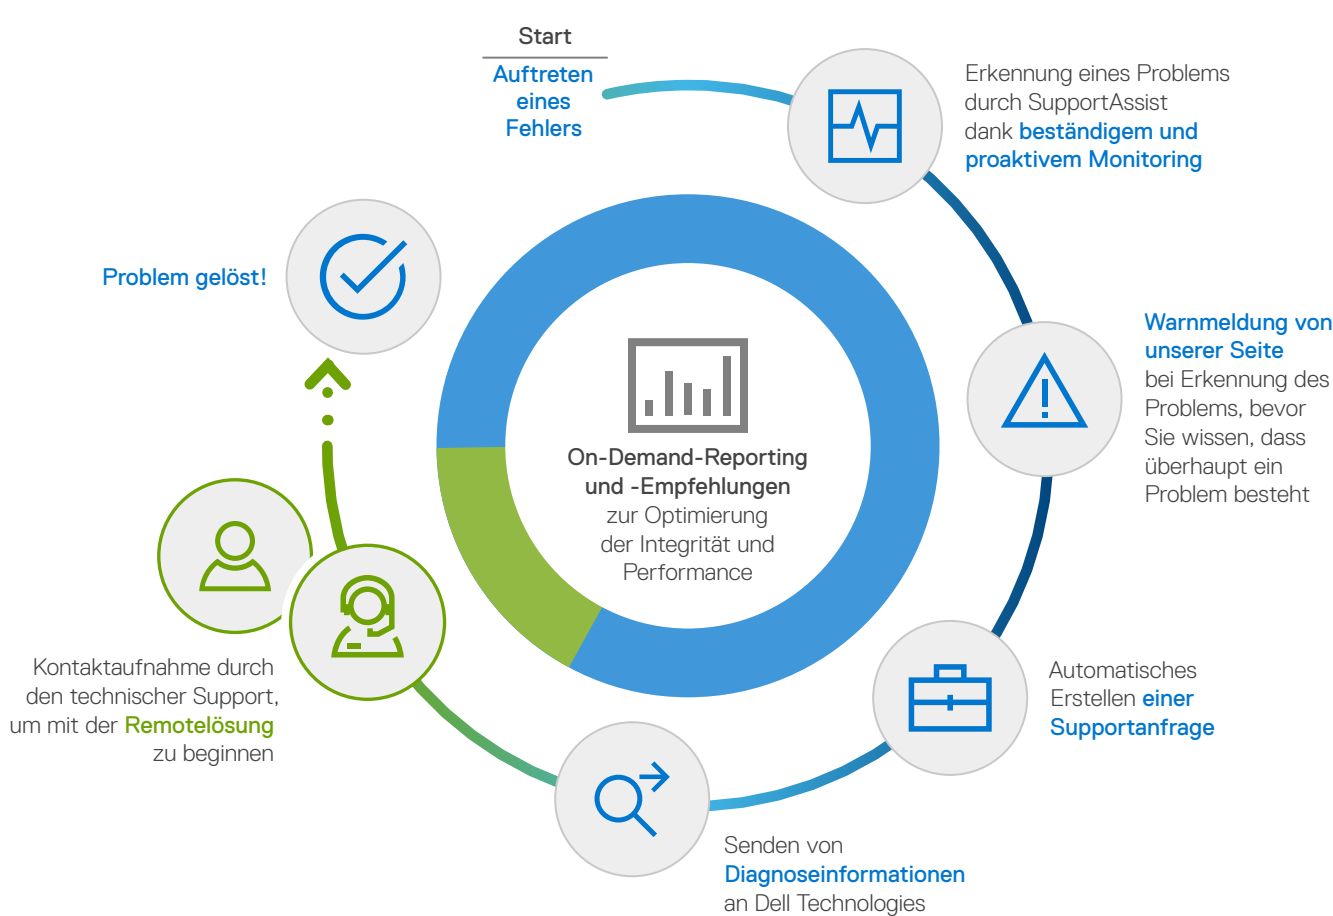 Start
Auftreten
eines
Fehlers
Erkennung eines Problems
durch SupportAssist
dank beständigem und
proaktivem Monitoring
Warnmeldung von
unserer Seite
bei Erkennung des
Problems, bevor
Sie wissen, dass
überhaupt ein
Problem besteht
Automatisches
Erstellen einer
Supportanfrage
Senden von
Diagnoseinformationen
an Dell Technologies
Kontaktaufnahme durch
den technischer Support,
um mit der Remotelösung
zu beginnen
Problem gelöst!
On-Demand-Reporting
und -Empfehlungen
zur Optimierung
der Integrität und
Performance